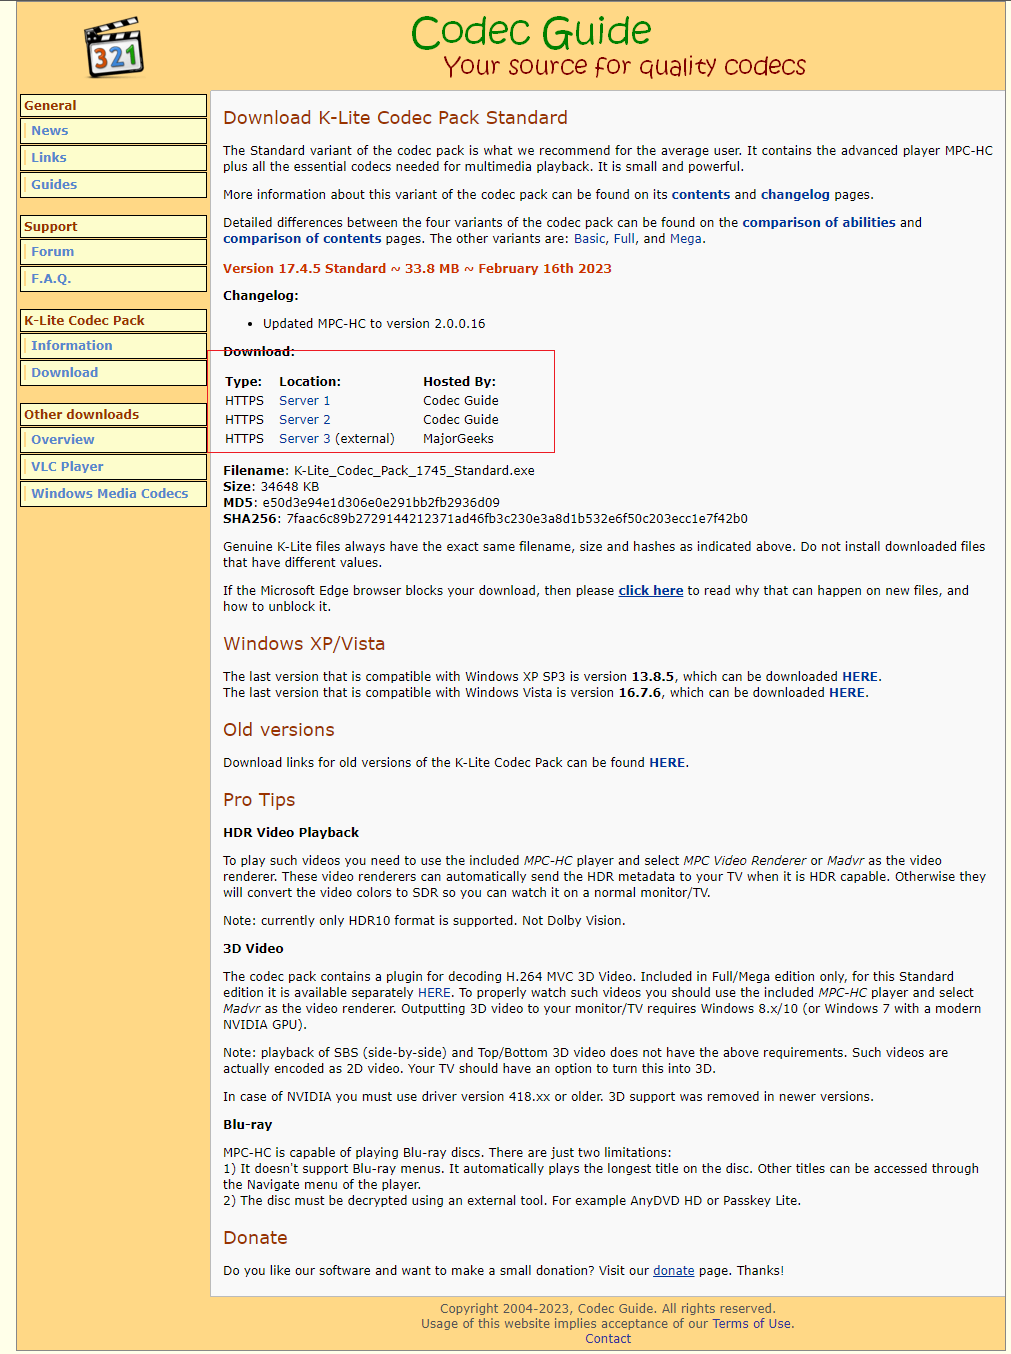 321
Codec Guide
Your source for quality codecs
General
News
Links
Guides
Support
Forum
F.A.Q.
K-Lite Codec Pack
Information
Download
Other downloads
Overview
VLC Player
Windows Media Codecs
Download K-Lite Codec Pack Standard
The Standard variant of the codec pack is what we recommend for the average user. It contains the advanced player MPC-HC
plus all the essential codecs needed for multimedia playback. It is small and powerful.
More information about this variant of the codec pack can be found on its contents and changelog pages.
Detailed differences between the four variants of the codec pack can be found on the comparison of abilities and
comparison of contents pages. The other variants are: Basic, Full, and Mega.
Version 17.4.5 Standard ~ 33.8 MB ~ February 16th 2023
Changelog:
• Updated MPC-HC to version 2.0.0.16
Download:
Type: Location: Hosted By:
HTTPS Server 1 Codec Guide
HTTPS Server 2 Codec Guide
HTTPS Server 3 (external) MajorGeeks
Filename: K-Lite_Codec_Pack_1745_Standard.exe
Size: 34648 KB
MD5: e50d3e94e1d306e0e291bb2fb2936d09
SHA256: 7faac6c89b2729144212371ad46fb3c230e3a8d1b532e6f50c203ecc1e7f42b0
Genuine K-Lite files always have the exact same filename, size and hashes as indicated above. Do not install downloaded files
that have different values.
If the Microsoft Edge browser blocks your download, then please click here to read why that can happen on new files, and
how to unblock it.
Windows XP/Vista
The last version that is compatible with Windows XP SP3 is version 13.8.5, which can be downloaded HERE.
The last version that is compatible with Windows Vista is version 16.7.6, which can be downloaded HERE.
Old versions
Download links for old versions of the K-Lite Codec Pack can be found HERE.
Pro Tips
HDR Video Playback
To play such videos you need to use the included MPC-HC player and select MPC Video Renderer or Madvr as the video
renderer. These video renderers can automatically send the HDR metadata to your TV when it is HDR capable. Otherwise they
will convert the video colors to SDR so you can watch it on a normal monitor/TV.
Note: currently only HDR10 format is supported. Not Dolby Vision.
3D Video
The codec pack contains a plugin for decoding H.264 MVC 3D Video. Included in Full/Mega edition only, for this Standard
edition it is available separately HERE. To properly watch such videos you should use the included MPC-HC player and select
Madvr as the video renderer. Outputting 3D video to your monitor/TV requires Windows 8.x/10 (or Windows 7 with a modern
NVIDIA GPU).
Note: playback of SBS (side-by-side) and Top/Bottom 3D video does not have the above requirements. Such videos are
actually encoded as 2D video. Your TV should have an option to turn this into 3D.
In case of NVIDIA you must use driver version 418.xx or older. 3D support was removed in newer versions.
Blu-ray
MPC-HC is capable of playing Blu-ray discs. There are just two limitations:
1) It doesn't support Blu-ray menus. It automatically plays the longest title on the disc. Other titles can be accessed through
the Navigate menu of the player.
2) The disc must be decrypted using an external tool. For example AnyDVD HD or Passkey Lite.
Donate
Do you like our software and want to make a small donation? Visit our donate page. Thanks!
Copyright 2004-2023, Codec Guide. All rights reserved.
Usage of this website implies acceptance of our Terms of Use.
Contact